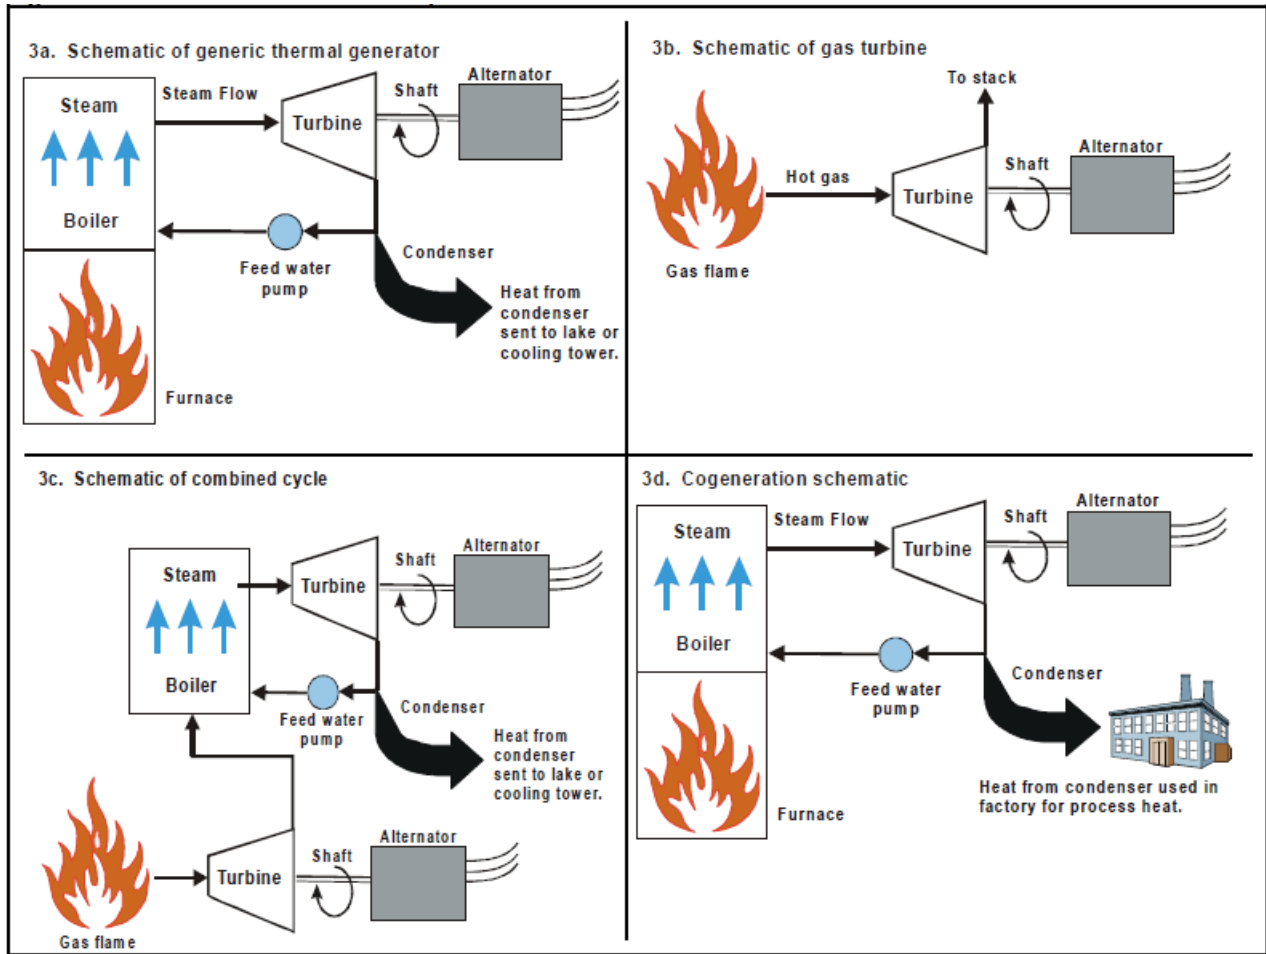 3a. Schematic of generic thermal generator
Steam
Steam Flow
Turbine
Shaft
Alternator
Boiler
Feed water
pump
Condenser
Heat from
condenser
sent to lake or
cooling tower.
Furnace
3b. Schematic of gas turbine
To stack
Hot gas
Turbine
Shaft
Alternator
Gas flame
3c. Schematic of combined cycle
Steam
Turbine
Shaft
Alternator
Boiler
Feed water
pump
Condenser
Heat from
condenser
sent to lake or
cooling tower.
Turbine
Shaft
Alternator
Gas flame
3d. Cogeneration schematic
Steam
Steam Flow
Turbine
Shaft
Alternator
Boiler
Feed water
pump
Condenser
Heat from condenser used in
factory for process heat.
Furnace